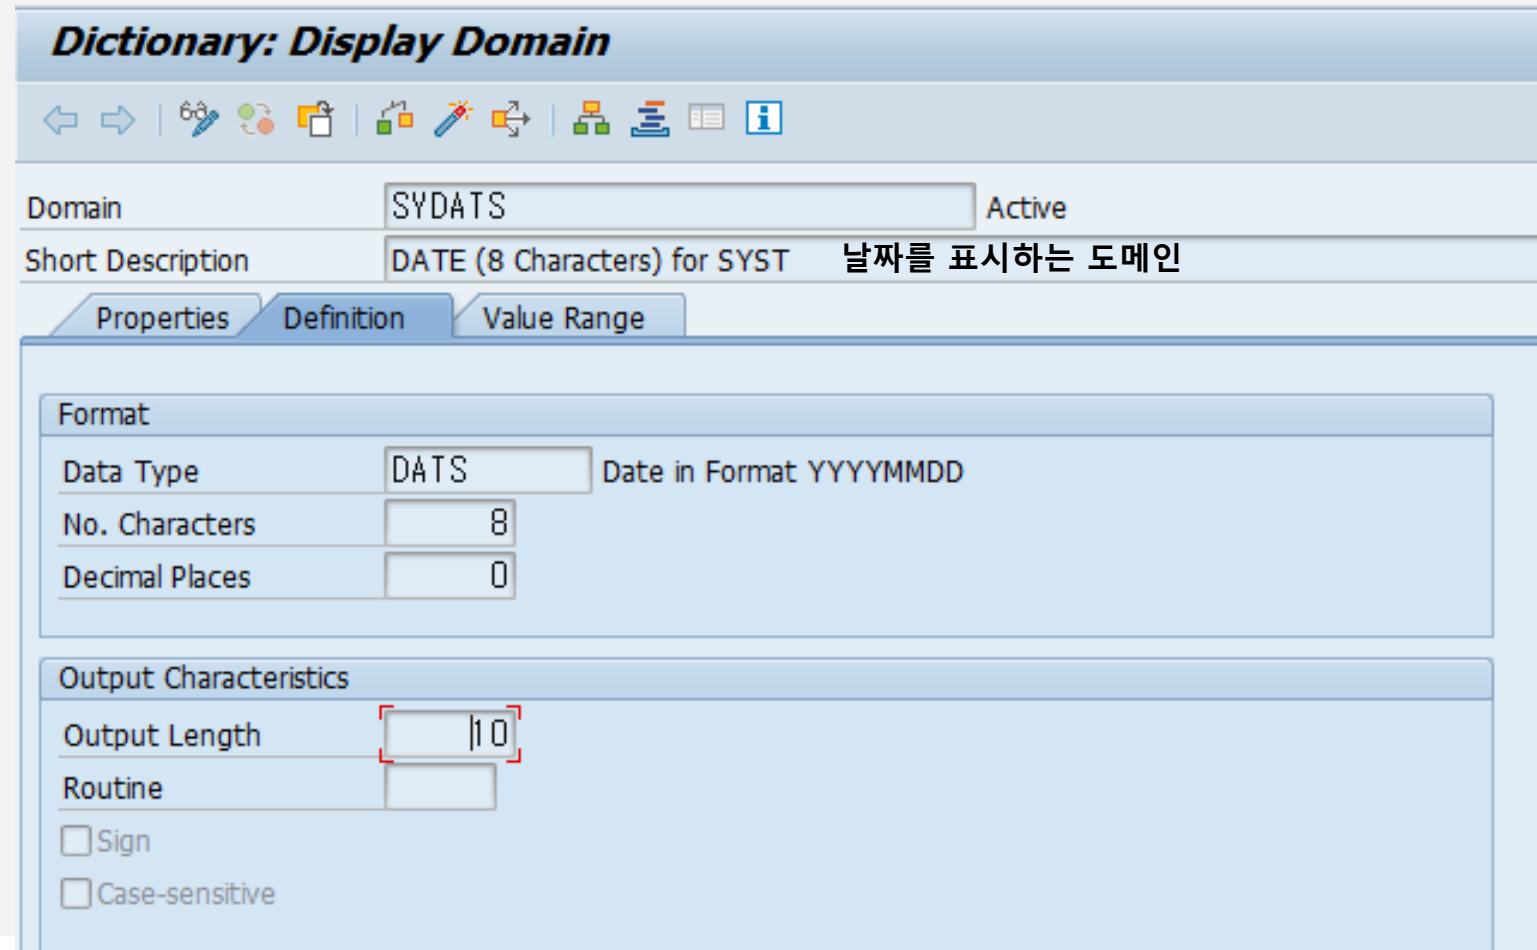 Dictionary: Display Domain
Domain SYDATS Active
Short Description DATE (8 Characters) for SYST 날짜를 표시하는 도메인
Properties Definition Value Range
Format
Data Type DATS Date in Format YYYYMMDD
No. Characters 8
Decimal Places 0
Output Characteristics
Output Length 10
Routine
Sign
Case-sensitive